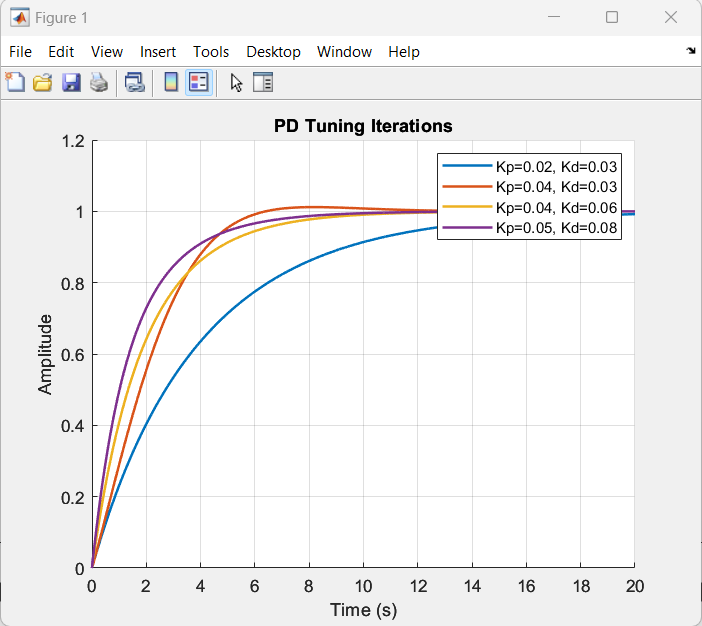 Figure 1
File Edit View Insert Tools Desktop Window Help
PD Tuning Iterations
1.2
1
0.8
0.6
0.4
0.2
0
Amplitude
Kp=0.02, Kd=0.03
Kp=0.04, Kd=0.03
Kp=0.04, Kd=0.06
Kp=0.05, Kd=0.08
0 2 4 6 8 10 12 14 16 18 20
Time (s)